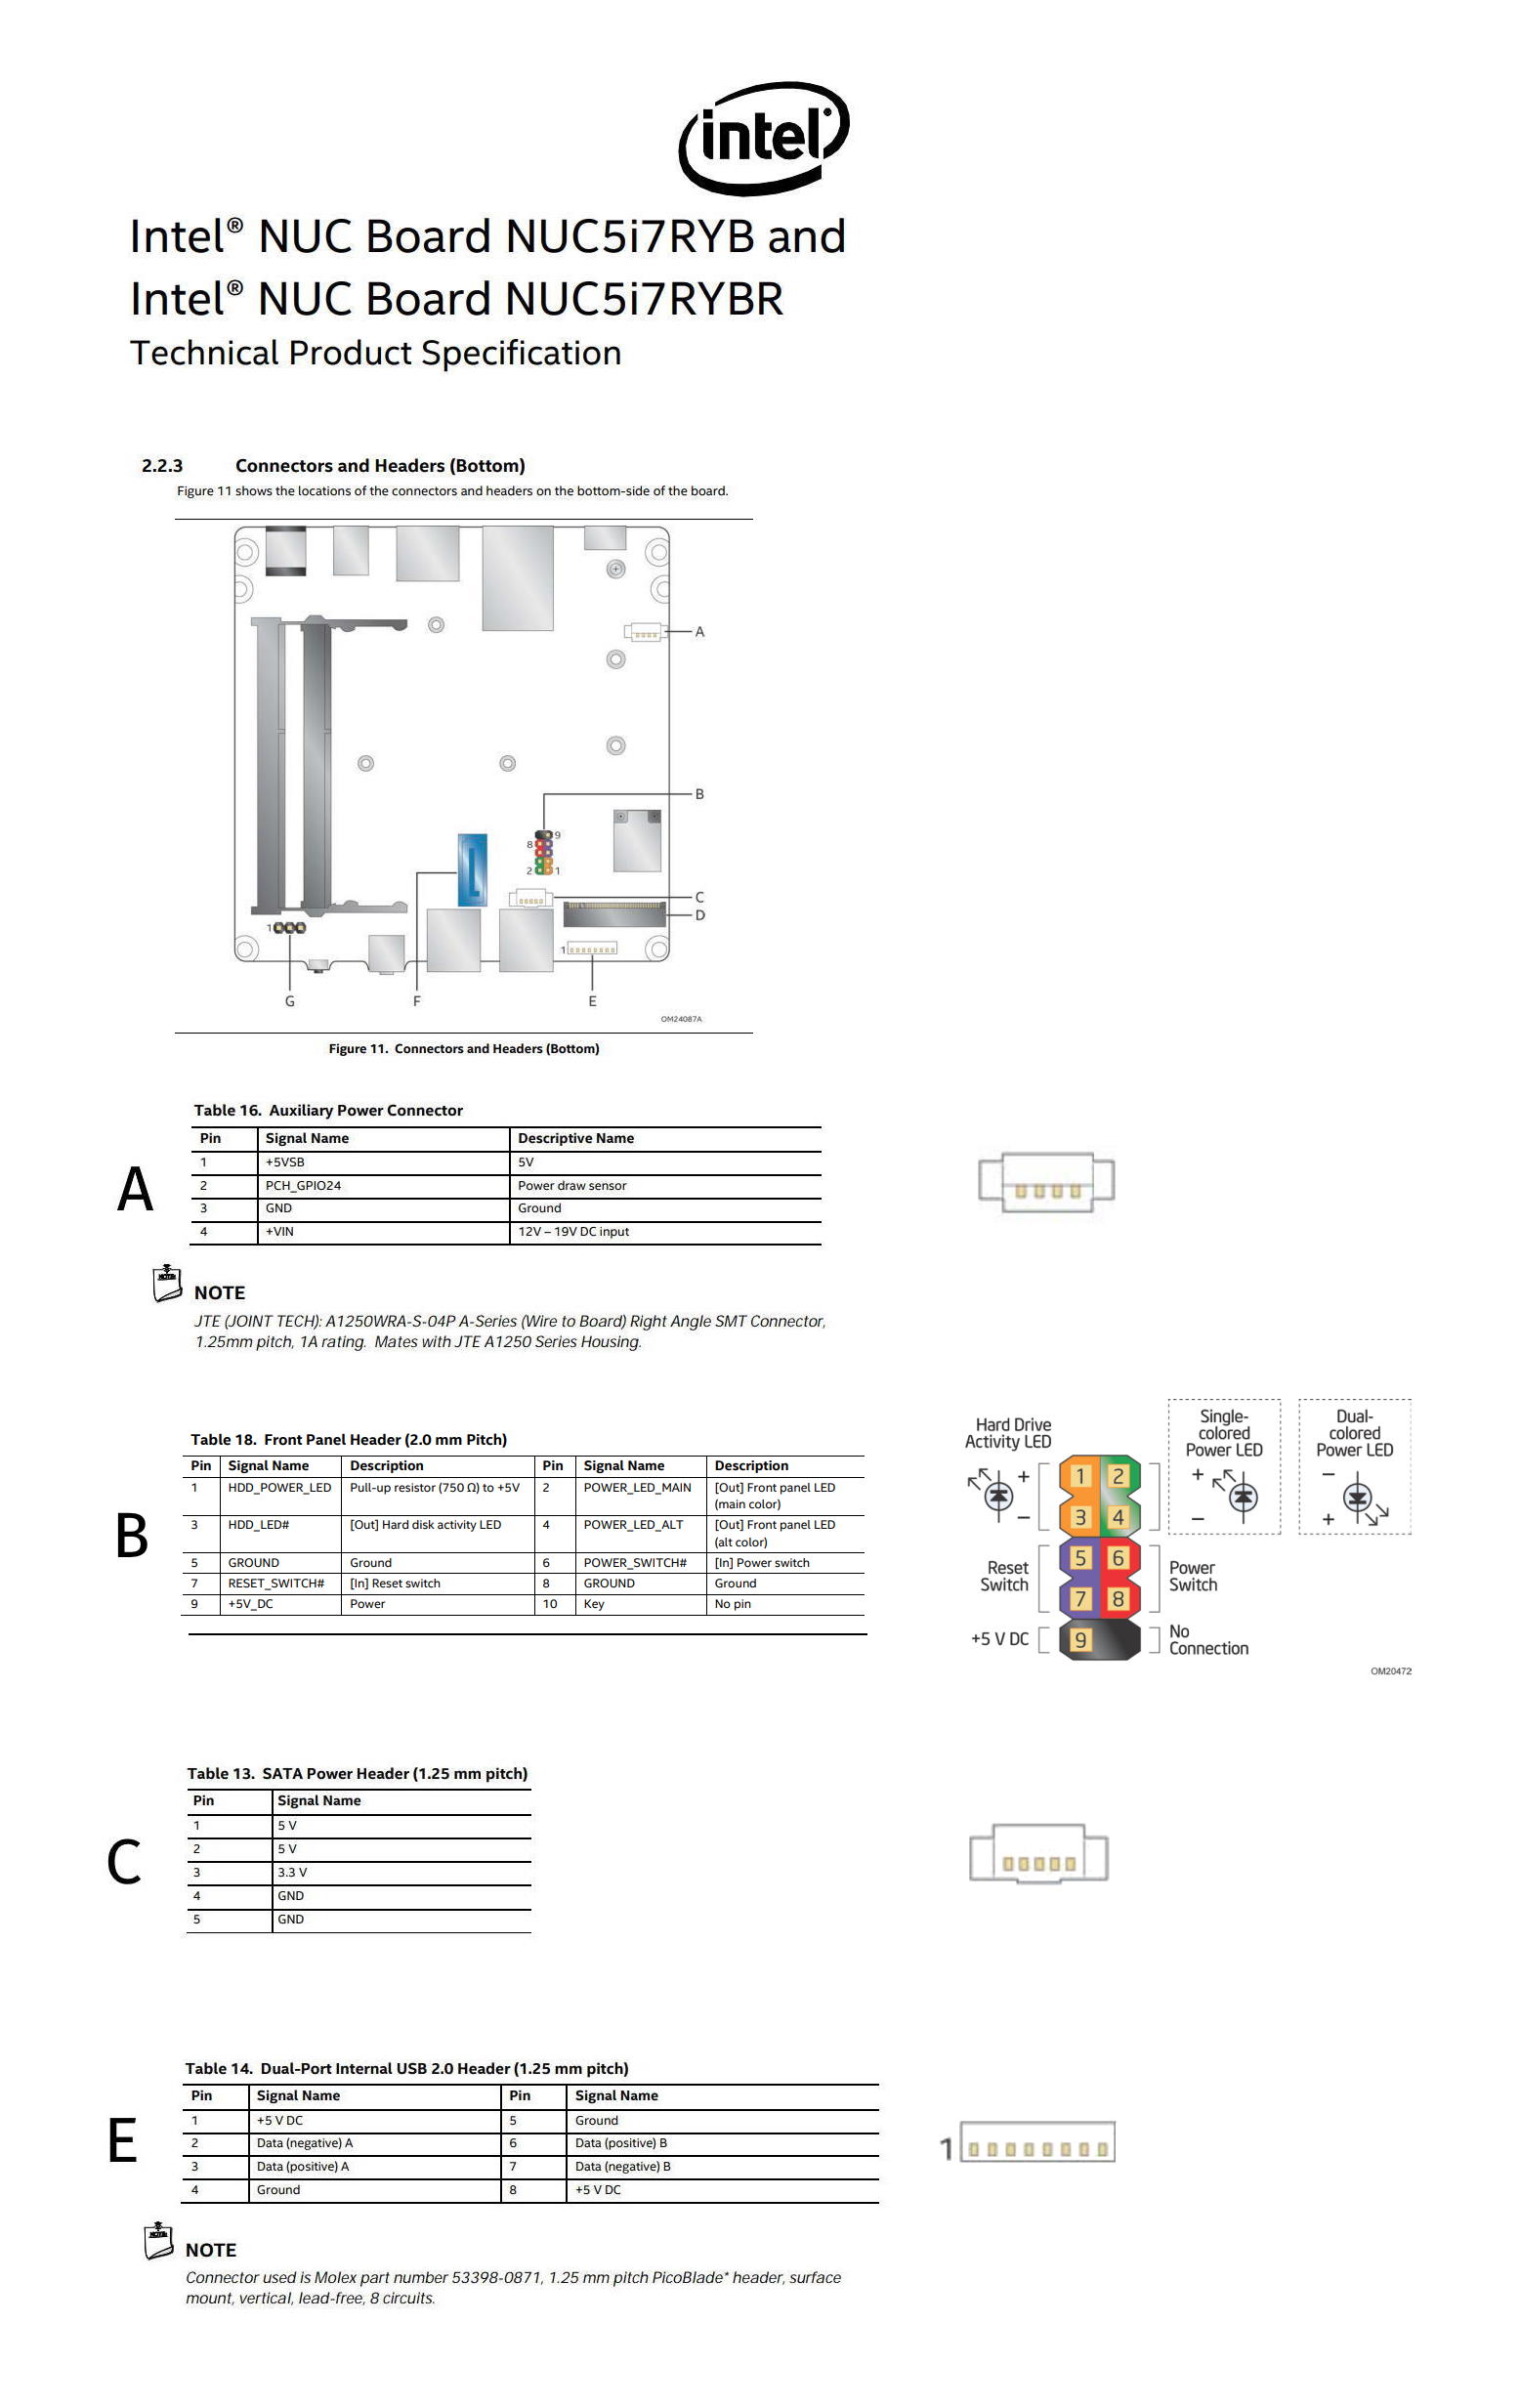 intel
Intel® NUC Board NUC5i7RYB and
Intel® NUC Board NUC5i7RYBR
Technical Product Specification
2.2.3 Connectors and Headers (Bottom)
Figure 11 shows the locations of the connectors and headers on the bottom-side of the board.
A
B
9
8
2 1
C
D
1
1
G F E
OM24087A
Figure 11. Connectors and Headers (Bottom)
Table 16. Auxiliary Power Connector
Pin Signal Name Descriptive Name
1 +5VSB 5V
2 PCH_GPIO24 Power draw sensor
3 GND Ground
4 +VIN 12V – 19V DC input
A
NOTE
NOTE
JTE (JOINT TECH): A1250WRA-S-04P A-Series (Wire to Board) Right Angle SMT Connector,
1.25mm pitch, 1A rating. Mates with JTE A1250 Series Housing.
Table 18. Front Panel Header (2.0 mm Pitch)
Pin Signal Name Description Pin Signal Name Description
1 HDD_POWER_LED Pull-up resistor (750 Ω) to +5V 2 POWER_LED_MAIN [Out] Front panel LED
(main color)
3 HDD_LED# [Out] Hard disk activity LED 4 POWER_LED_ALT [Out] Front panel LED
(alt color)
5 GROUND Ground 6 POWER_SWITCH# [In] Power switch
7 RESET_SWITCH# [In] Reset switch 8 GROUND Ground
9 +5V_DC Power 10 Key No pin
B
Hard Drive
Activity LED
Single-
colored
Power LED
Dual-
colored
Power LED
+ 1 2 + −
− 3 4 − +
Reset
Switch
5 6
7 8
Power
Switch
+5 V DC 9
No
Connection
OM20472
Table 13. SATA Power Header (1.25 mm pitch)
Pin Signal Name
1 5 V
2 5 V
3 3.3 V
4 GND
5 GND
C
Table 14. Dual-Port Internal USB 2.0 Header (1.25 mm pitch)
Pin Signal Name Pin Signal Name
1 +5 V DC 5 Ground
2 Data (negative) A 6 Data (positive) B
3 Data (positive) A 7 Data (negative) B
4 Ground 8 +5 V DC
E
1
NOTE
NOTE
Connector used is Molex part number 53398-0871, 1.25 mm pitch PicoBlade* header, surface
mount, vertical, lead-free, 8 circuits.